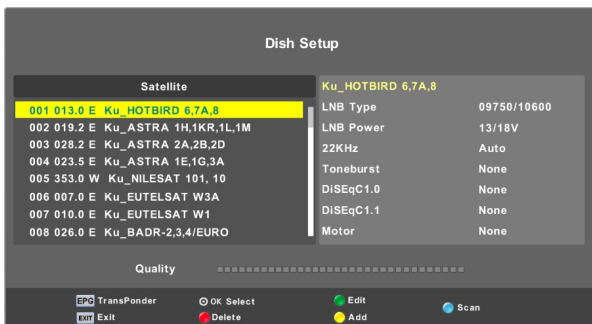 Dish Setup
Satellite
001 013.0 E Ku_HOTBIRD 6,7A,8
002 019.2 E Ku_ASTRA 1H,1KR,1L,1M
003 028.2 E Ku_ASTRA 2A,2B,2D
004 023.5 E Ku_ASTRA 1E,1G,3A
005 353.0 W Ku_NILESAT 101, 10
006 007.0 E Ku_EUTELSAT W3A
007 010.0 E Ku_EUTELSAT W1
008 026.0 E Ku_BADR-2,3,4/EURO
Ku_HOTBIRD 6,7A,8
LNB Type 09750/10600
LNB Power 13/18V
22KHz Auto
Toneburst None
DiSEqC1.0 None
DiSEqC1.1 None
Motor None
Quality
EPG TransPonder OK Select Edit Scan
EXIT Exit Delete Add